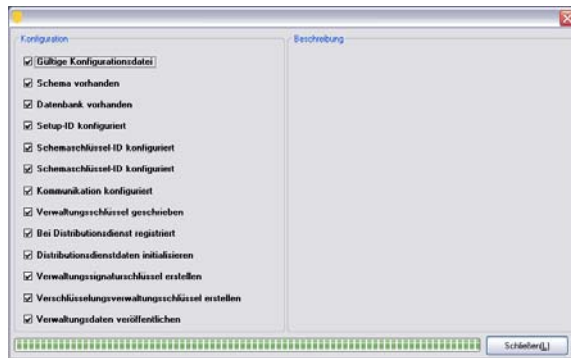 Konfiguration
Beschreibung
Gültige Konfigurationsdatei
Schema vorhanden
Datenbank vorhanden
Setup-ID konfiguriert
Schemaschlüssel-ID konfiguriert
Schemaschlüssel-ID konfiguriert
Kommunikation konfiguriert
Verwaltungsschlüssel geschrieben
Bei Distributionsdienst registriert
Distributionsdienstdaten initialisieren
Verwaltungssignaturschlüssel erstellen
Verschlüsselungsverwaltungsschlüssel erstellen
Verwaltungsdaten veröffentlichen
Schließen(L)